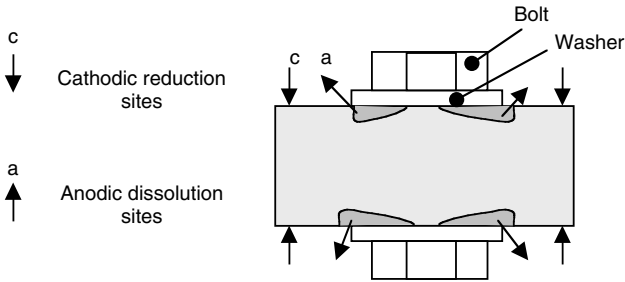 c
Cathodic reduction
sites
a
Anodic dissolution
sites
c a
Bolt
Washer